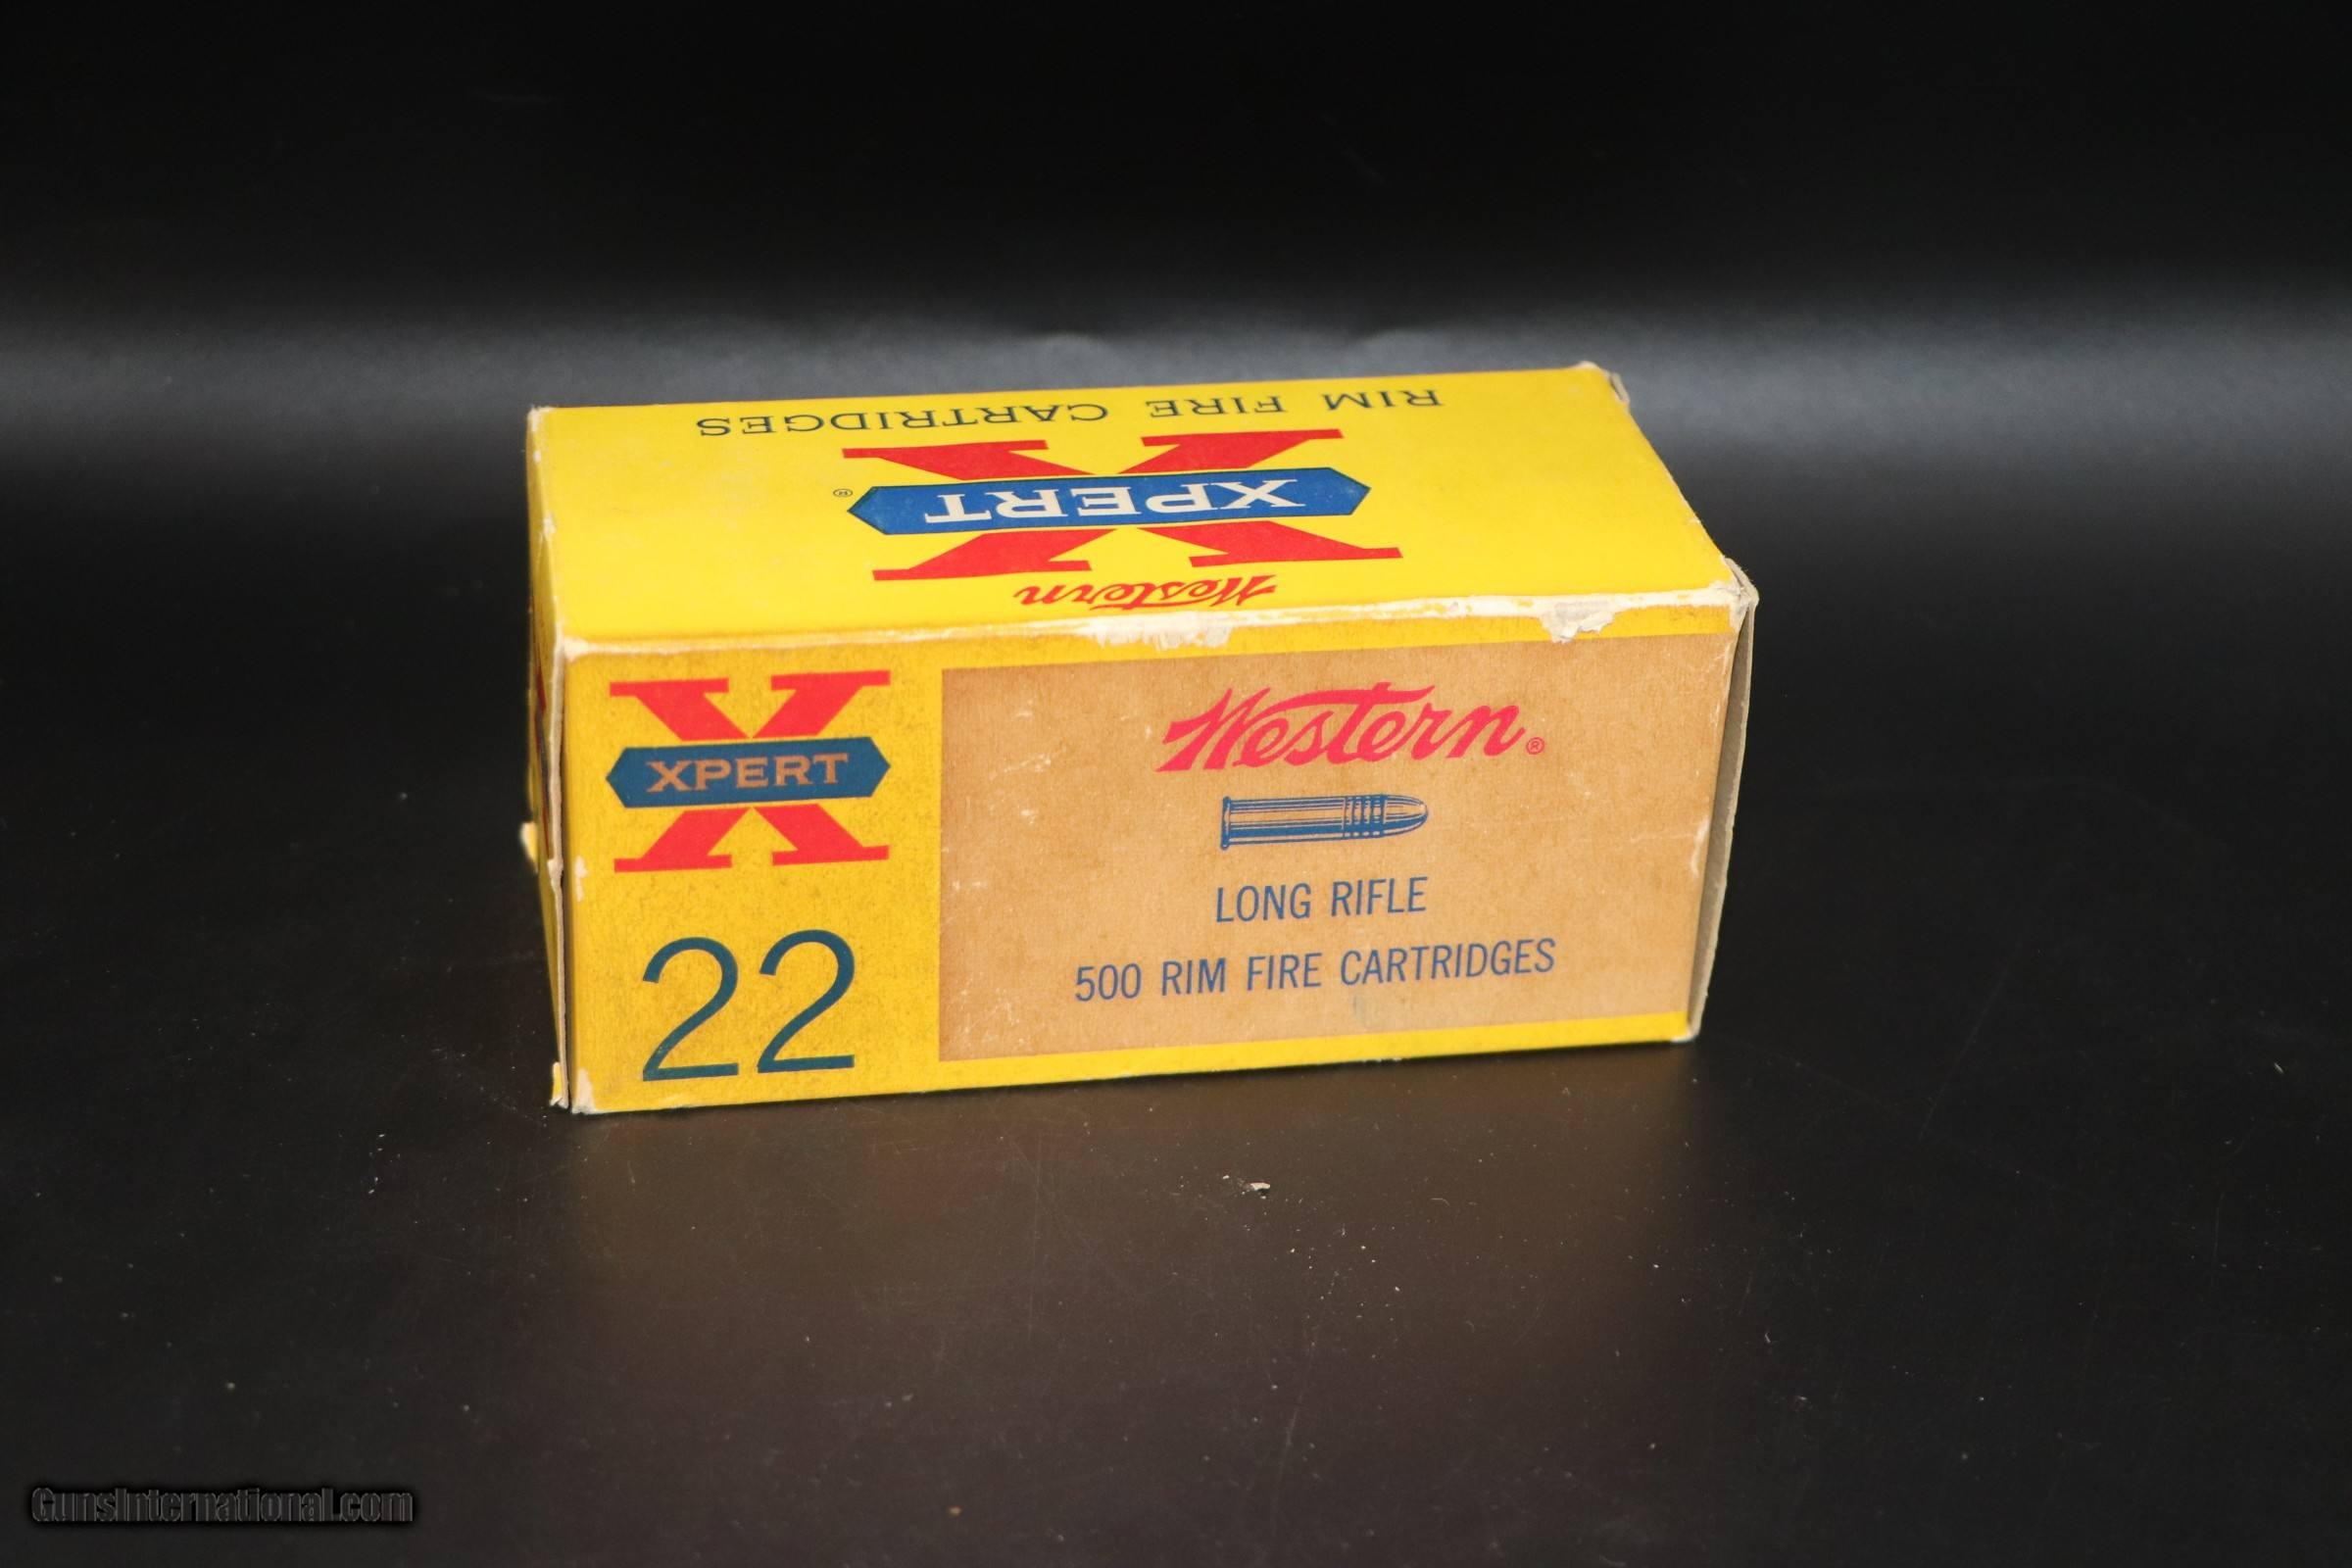 RIM FIRE CARTRIDGES
XPERT
®
Western
XPERT
22
Western®
LONG RIFLE
500 RIM FIRE CARTRIDGES
GunsInternational.com